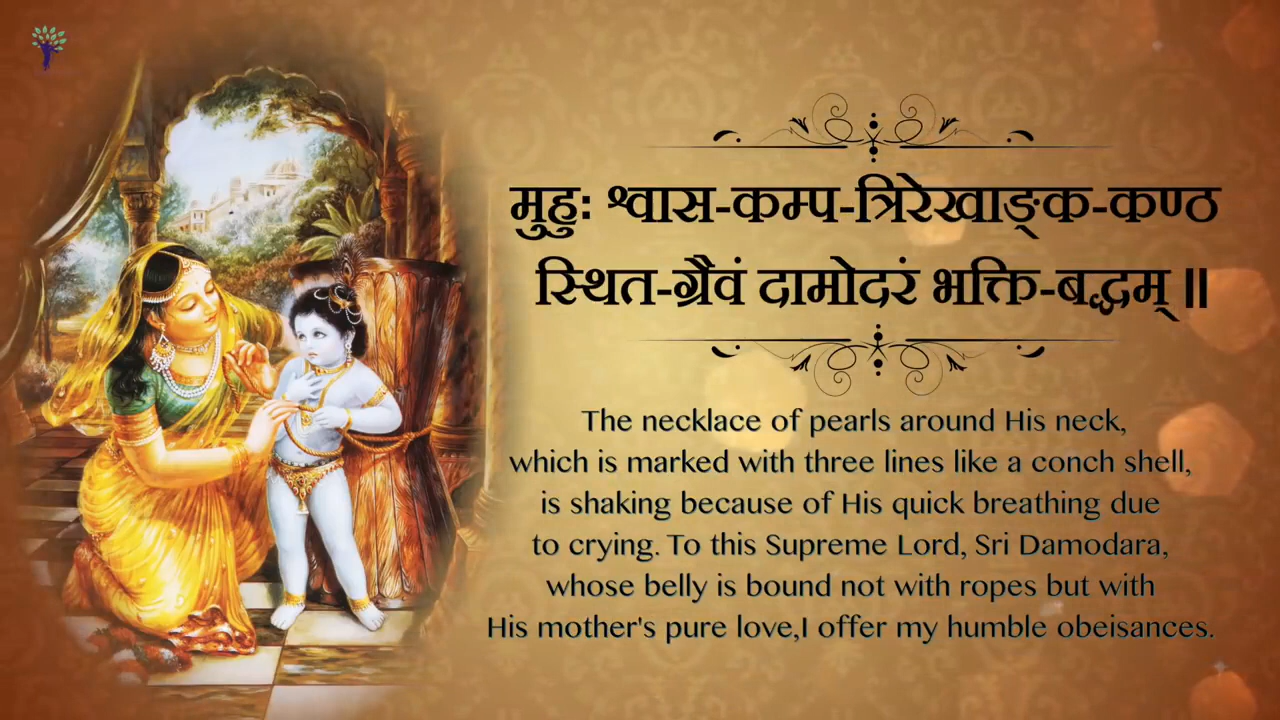 मुहुः श्वास-कम्प-त्रिरेखाङ्क-कण्ठ
स्थित-ग्रैवं दामोदरं भक्ति-बद्धम् ॥
The necklace of pearls around His neck,
which is marked with three lines like a conch shell,
is shaking because of His quick breathing due
to crying. To this Supreme Lord, Sri Damodara,
whose belly is bound not with ropes but with
His mother's pure love,I offer my humble obeisances.